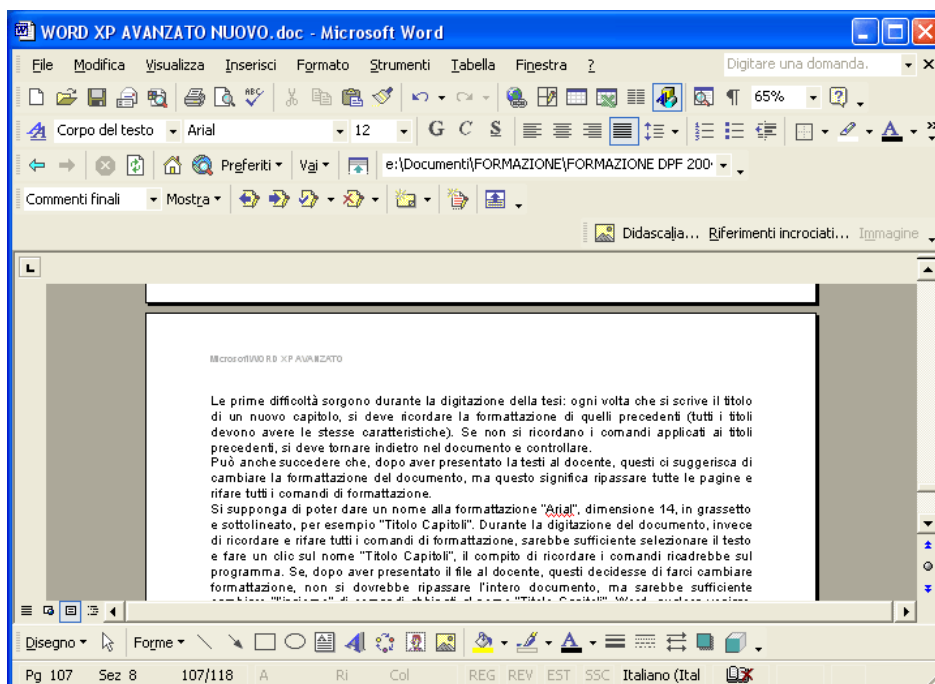 WORD XP AVANZATO NUOVO.doc - Microsoft Word
File Modifica Visualizza Inserisci Formato Strumenti Tabella Finestra ? Digitare una domanda.
ABC 65%
Corpo del testo Arial 12 G C S
Preferiti Vai e:\Documenti\FORMAZIONE\FORMAZIONE DPF 200
Commenti finali Mostra
Didascalia... Riferimenti incrociati... Immagine
L
MicrosoftWORD XP AVANZATO
Le prime difficoltà sorgono durante la digitazione della tesi: ogni volta che si scrive il titolo
di un nuovo capitolo, si deve ricordare la formattazione di quelli precedenti (tutti i titoli
devono avere le stesse caratteristiche). Se non si ricordano i comandi applicati ai titoli
precedenti, si deve tornare indietro nel documento e controllare.
Può anche succedere che, dopo aver presentato la testi al docente, questi ci suggerisca di
cambiare la formattazione del documento, ma questo significa ripassare tutte le pagine e
rifare tutti i comandi di formattazione.
Si supponga di poter dare un nome alla formattazione "Arial", dimensione 14, in grassetto
e sottolineato, per esempio "Titolo Capitoli". Durante la digitazione del documento, invece
di ricordare e rifare tutti i comandi di formattazione, sarebbe sufficiente selezionare il testo
e fare un clic sul nome "Titolo Capitoli", il compito di ricordare i comandi ricadrebbe sul
programma. Se, dopo aver presentato il file al docente, questi decidesse di farci cambiare
formattazione, non si dovrebbe ripassare l'intero documento, ma sarebbe sufficiente
Disegno Forme A
Pg 107 Sez 8 107/118 A Ri Col REG REV EST SSC Italiano (Ital